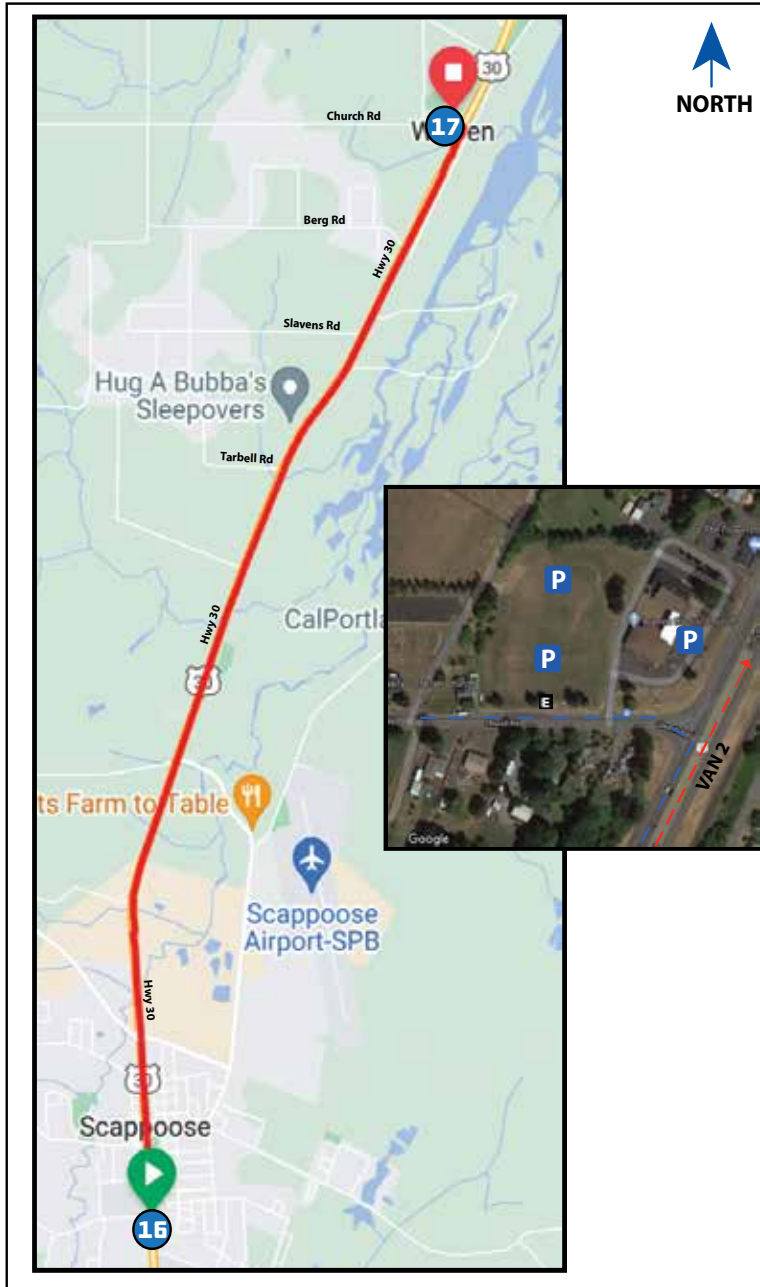 NORTH
30
Church Rd
17
Berg Rd
Hwy 30
Slavens Rd
Hug A Bubba's
Sleepovers
Tarbell Rd
Hwy 30
CalPortla
30
ts Farm to Table
Scappoose
Airport-SPB
Hwy 30
30
Scappoose
16
P
P
P
E
VAN 2
Google